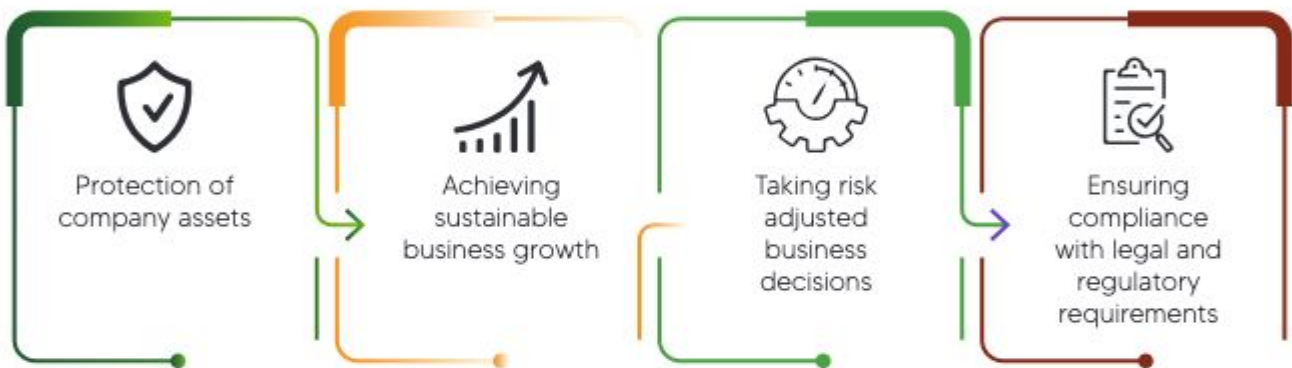 Protection of
company assets
Achieving
sustainable
business growth
Taking risk
adjusted
business
decisions
Ensuring
compliance
with legal and
regulatory
requirements